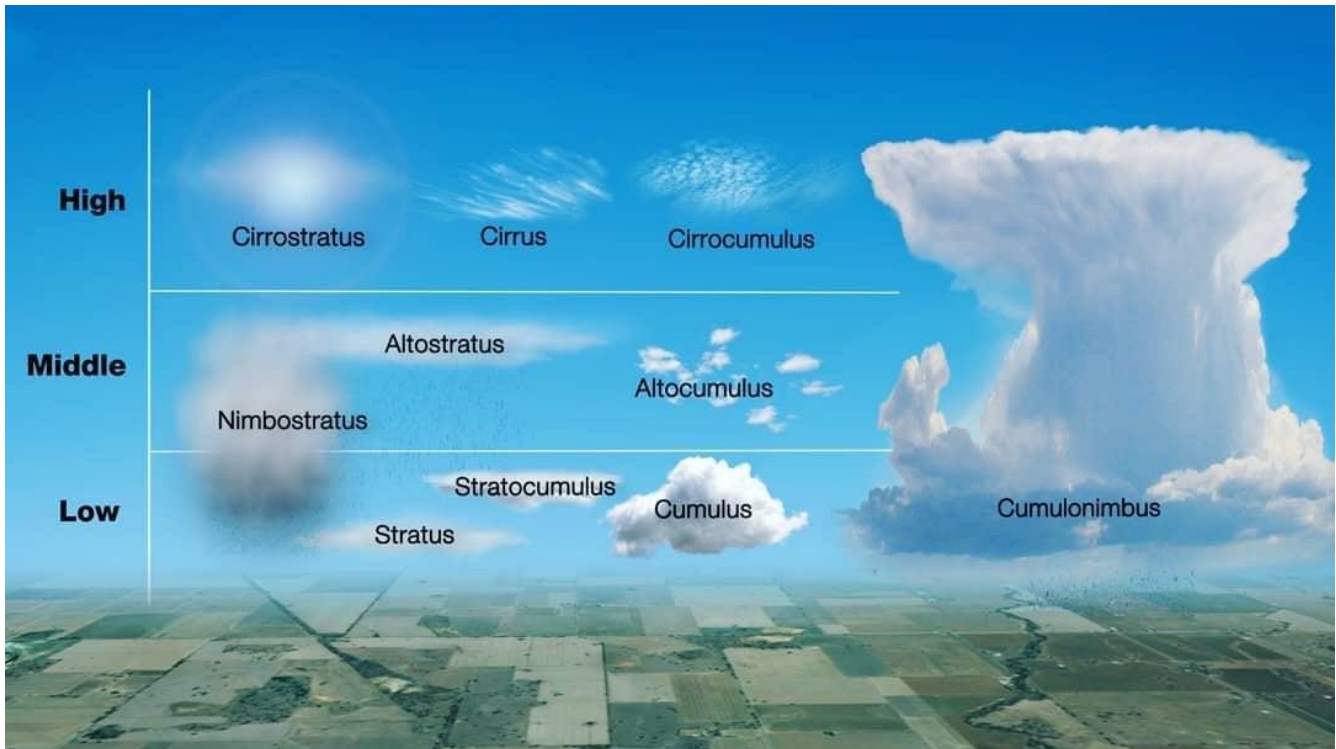 High
Cirrostratus
Cirrus
Cirrocumulus
Middle
Altostratus
Altocumulus
Nimbostratus
Low
Stratocumulus
Cumulus
Cumulonimbus
Stratus